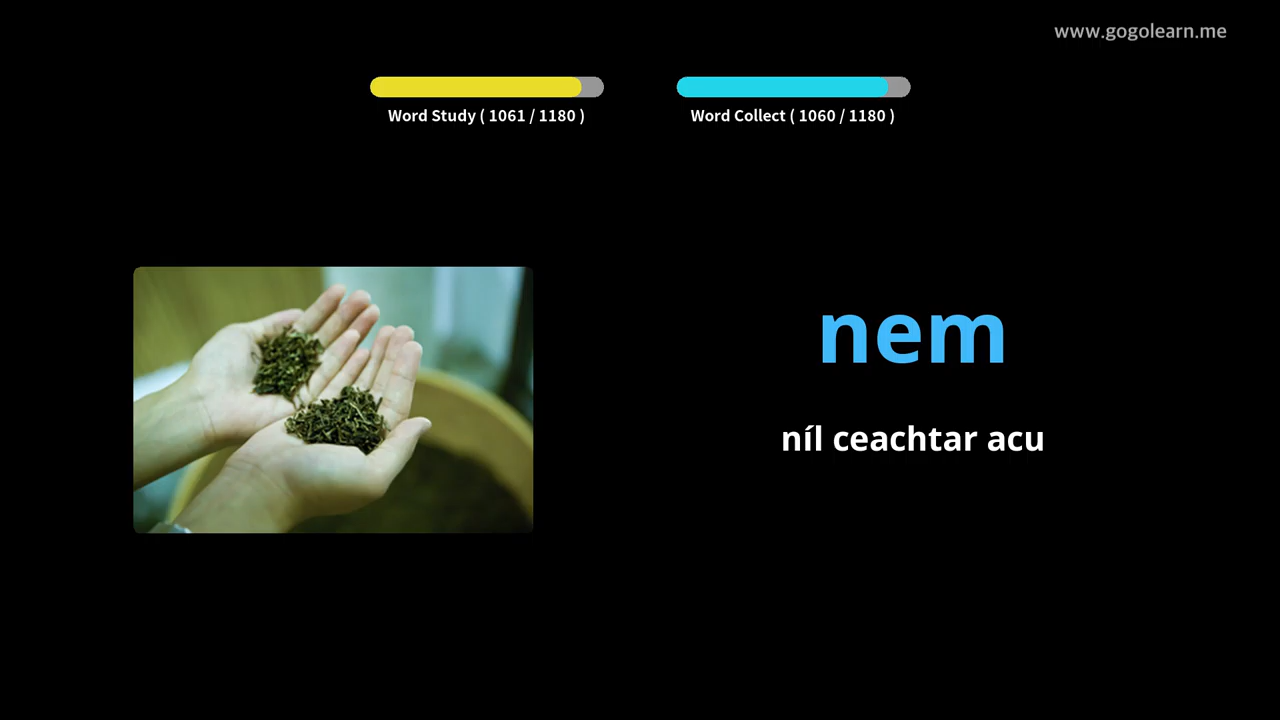 www.gogolearn.me
Word Study ( 1061 / 1180 )
Word Collect ( 1060 / 1180 )
nem
níl ceachtar acu